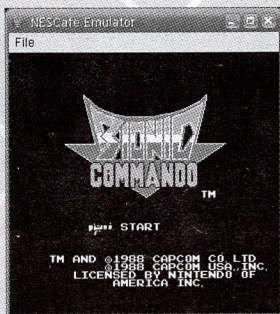 NESCafe Emulator
File
BIONIC
COMMANDO
TM
START
TM AND ©1988 CAPCOM CO LTD
©1988 CAPCOM USA, INC.
LICENSED BY NINTENDO OF
AMERICA INC.